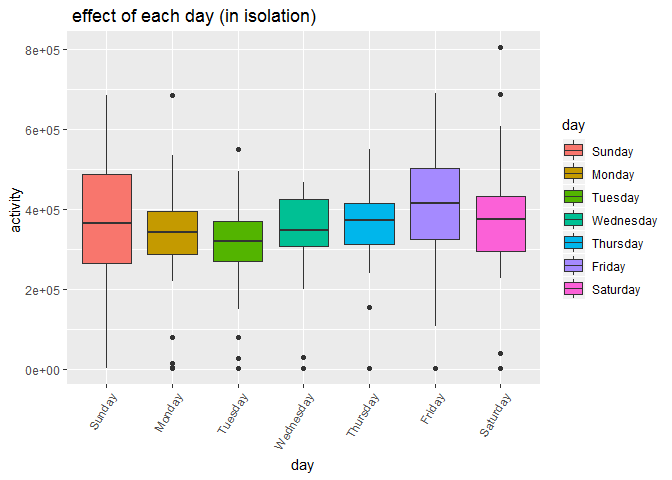 effect of each day (in isolation)
8e+05
6e+05
4e+05
2e+05
0e+00
activity
Sunday
Monday
Tuesday
Wednesday
Thursday
Friday
Saturday
day
day
Sunday
Monday
Tuesday
Wednesday
Thursday
Friday
Saturday